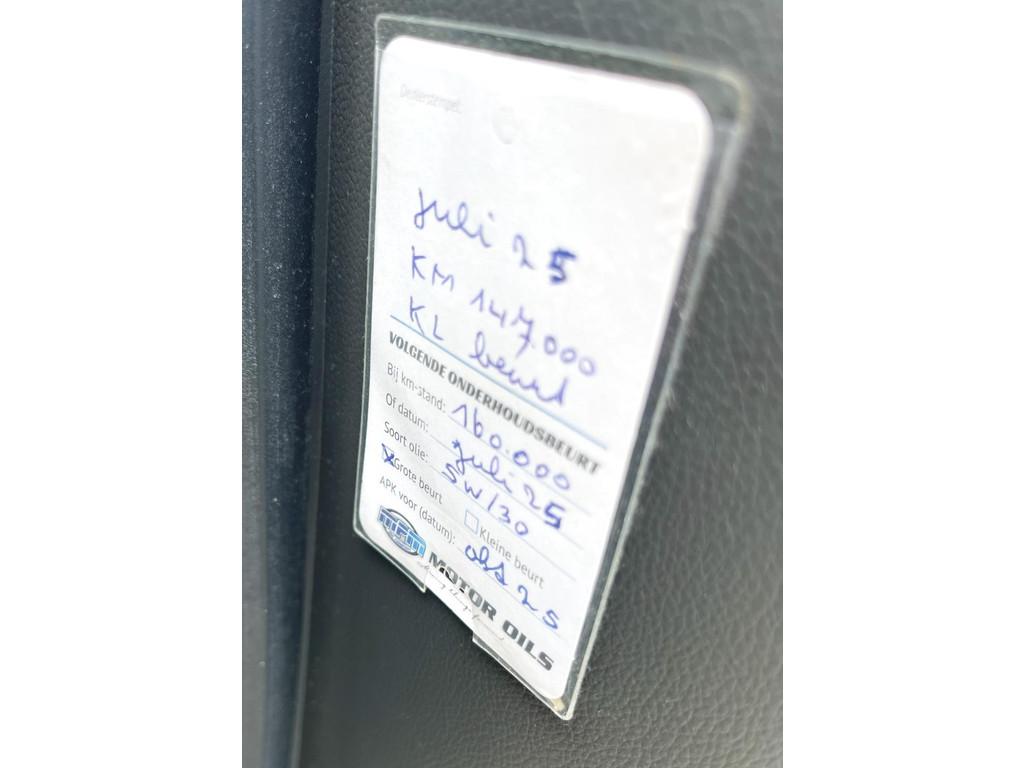 Dealerstempel:
juli 25
KM 147.000
KL beurt
VOLGENDE ONDERHOUDSBEURT
Bij km-stand: 160.000
Of datum: juli 25
Soort olie: 5W/30
Grote beurt Kleine beurt
APK voor (datum): 25
MPM MOTOR OILS